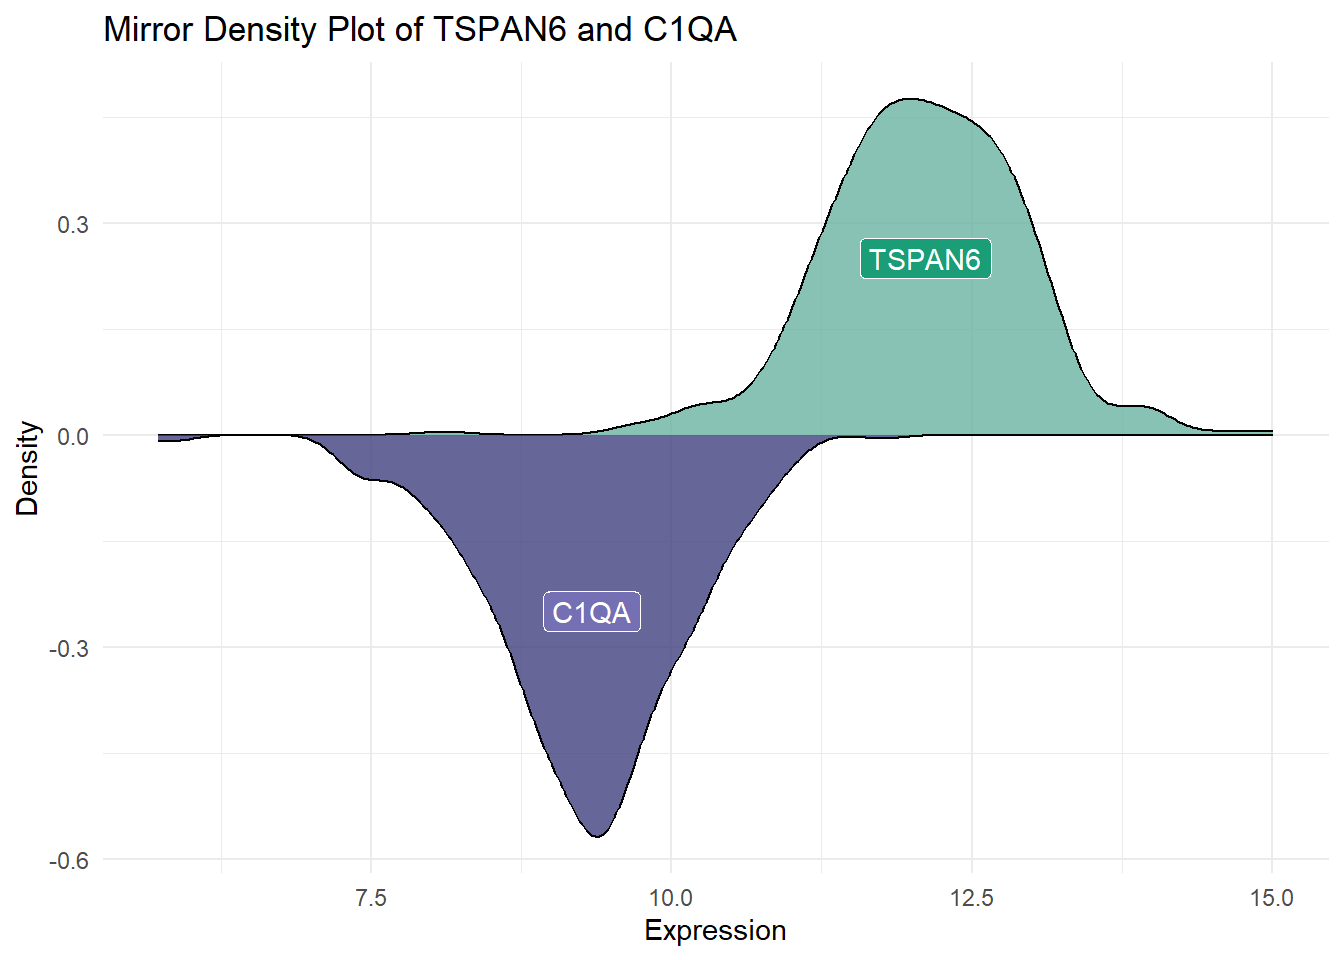 Mirror Density Plot of TSPAN6 and C1QA
0.3
0.0
-0.3
-0.6
Density
TSPAN6
C1QA
7.5
10.0
12.5
15.0
Expression